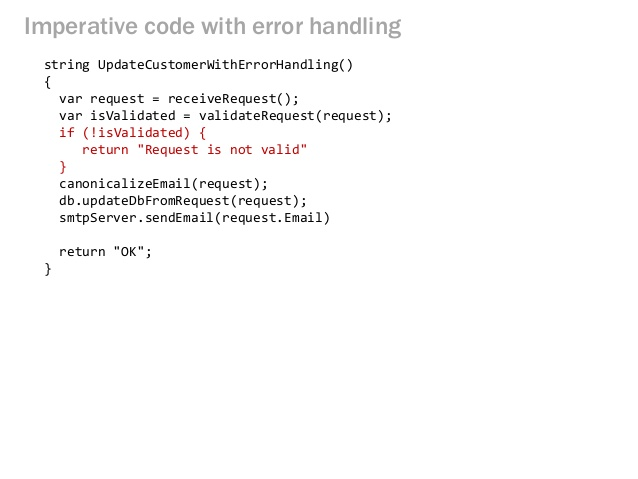 Imperative code with error handling
string UpdateCustomerWithErrorHandling()
{
var request = receiveRequest();
var isValidated = validateRequest(request);
if (!isValidated) {
return "Request is not valid"
}
canonicalizeEmail(request);
db.updateDbFromRequest(request);
smtpServer.sendEmail(request.Email)
return "OK";
}